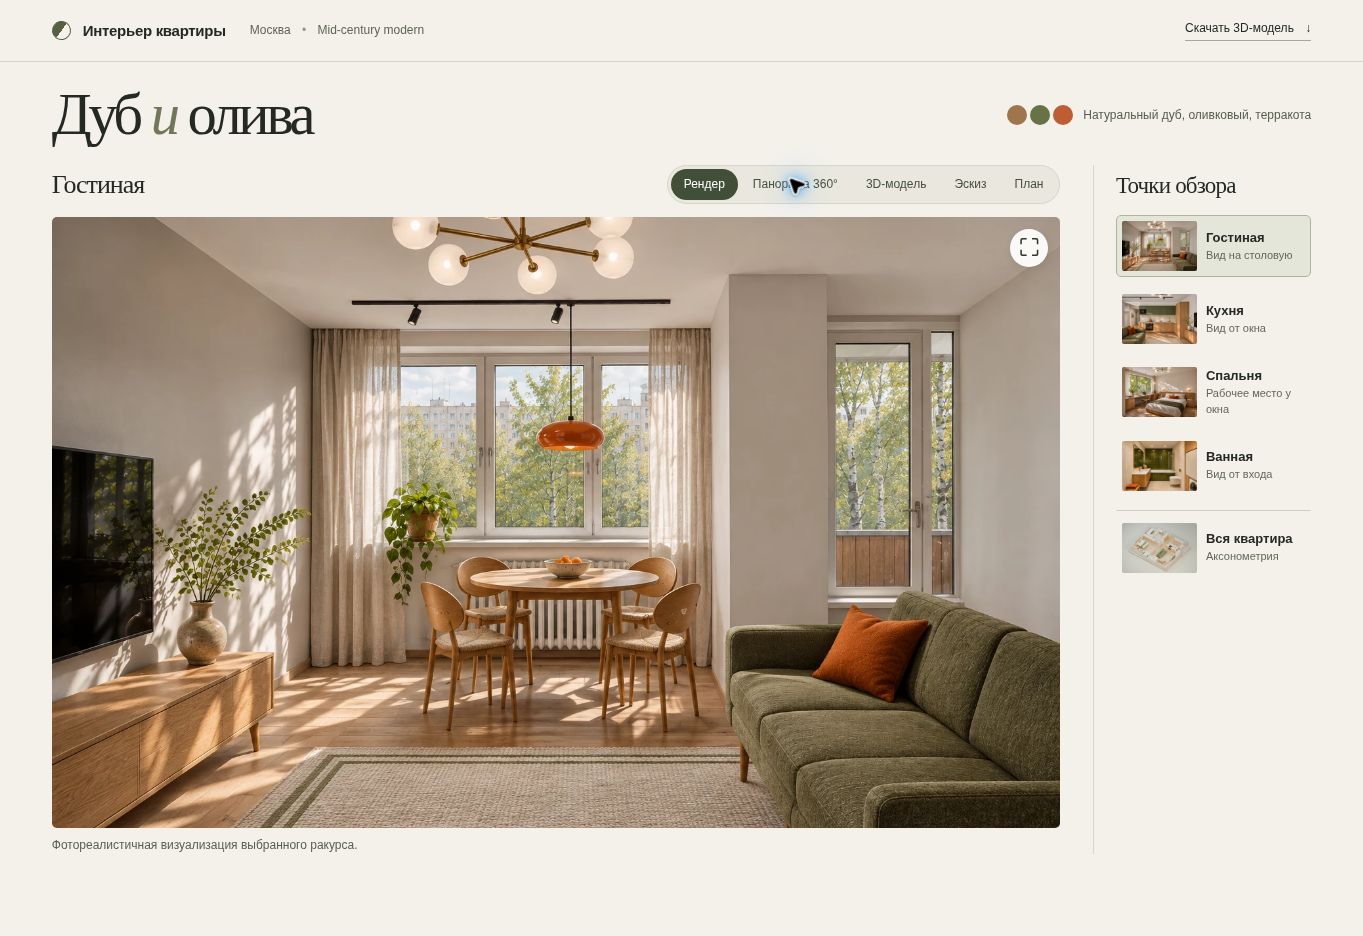 Интерьер квартиры
Москва • Mid-century modern
Скачать 3D-модель ↓
Дуб и олива
Натуральный дуб, оливковый, терракота
Гостиная
Рендер
Панорама 360°
3D-модель
Эскиз
План
Точки обзора
Гостиная
Вид на столовую
Кухня
Вид от окна
Спальня
Рабочее место у
окна
Ванная
Вид от входа
Вся квартира
Аксонометрия
Фотореалистичная визуализация выбранного ракурса.